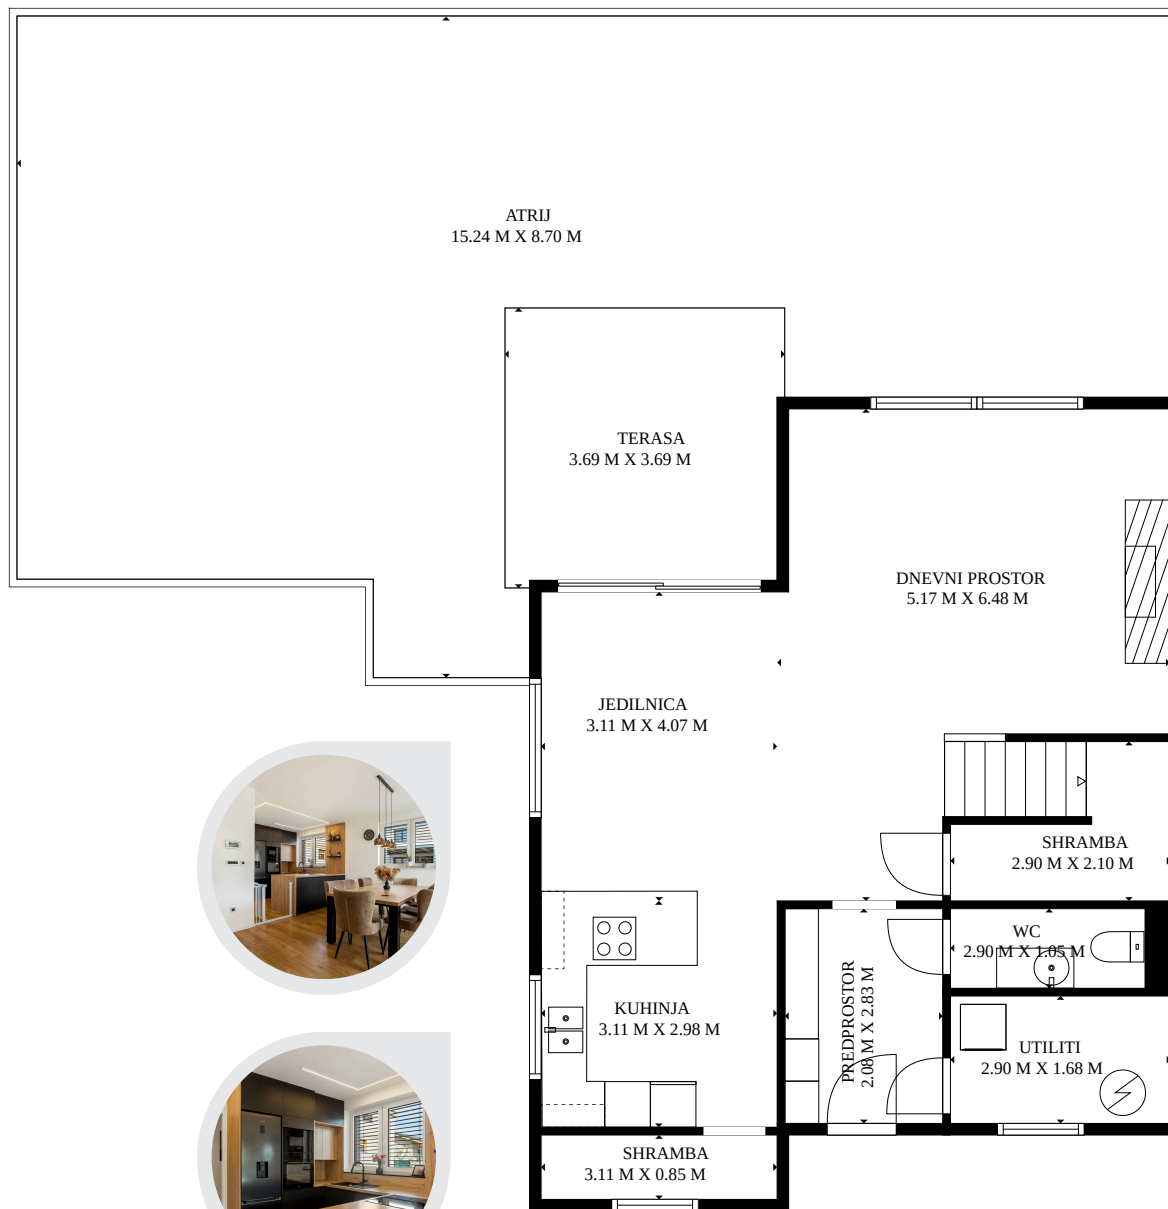 ATRIJ
15.24 M X 8.70 M
TERASA
3.69 M X 3.69 M
DNEVNI PROSTOR
5.17 M X 6.48 M
JEDILNICA
3.11 M X 4.07 M
SHRAMBA
2.90 M X 2.10 M
WC
2.90 M X 1.05 M
PREDPROSTOR
2.08 M X 2.83 M
KUHINJA
3.11 M X 2.98 M
UTILITI
2.90 M X 1.68 M
SHRAMBA
3.11 M X 0.85 M